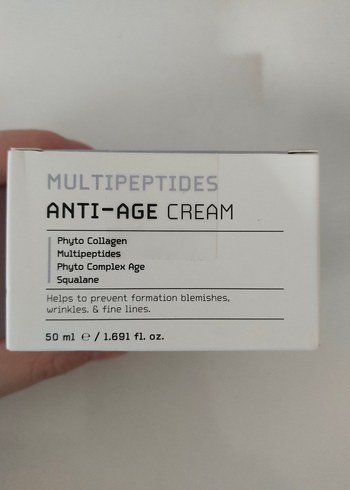 MULTIPEPTIDES
ANTI-AGE CREAM
Phyto Collagen
Multipeptides
Phyto Complex Age
Squalane
Helps to prevent formation blemishes,
wrinkles, & fine lines.
50 ml ℮ / 1.691 fl. oz.